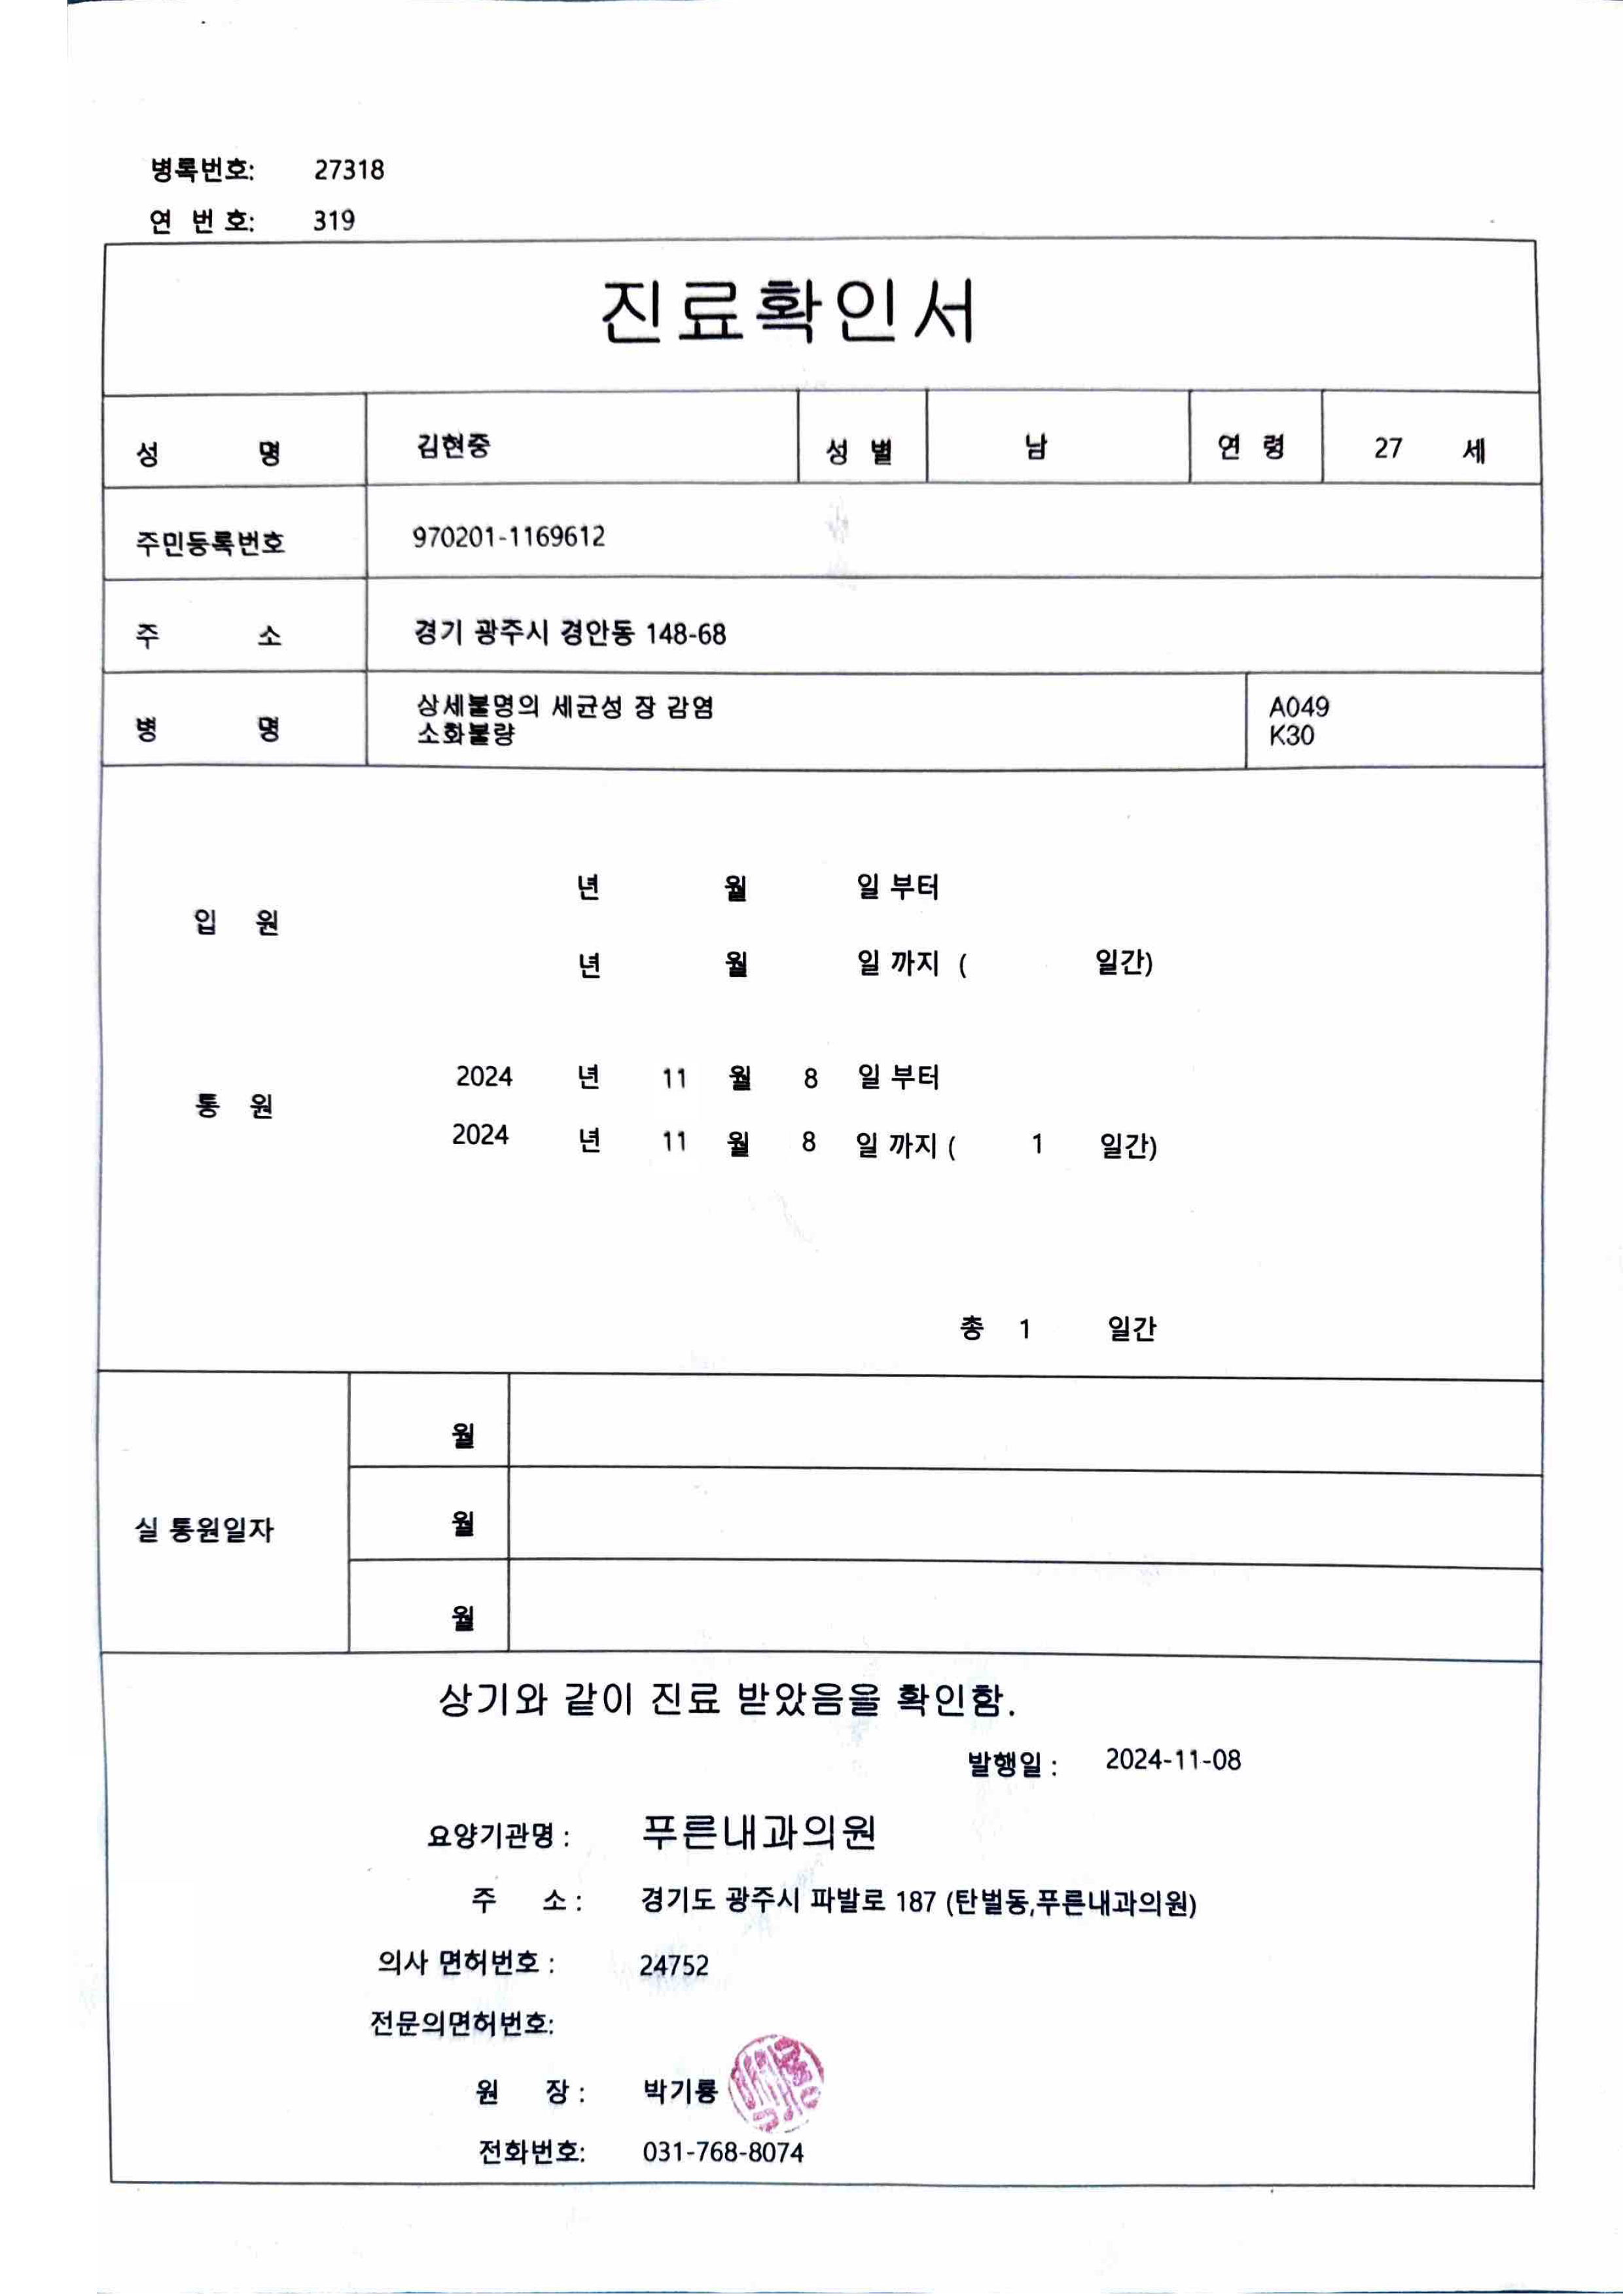 병록번호: 27318
연 번 호: 319
진료확인서
성 명 김현중 성 별 남 연 령 27 세
주민등록번호 970201-1169612
주 소 경기 광주시 경안동 148-68
병 명 상세불명의 세균성 장 감염 A049
소화불량 K30
년 월 일 부터
입 원
년 월 일 까지 ( 일간)
2024 년 11 월 8 일 부터
통 원
2024 년 11 월 8 일 까지 ( 1 일간)
총 1 일간
월
실 통원일자 월
월
상기와 같이 진료 받았음을 확인함.
발행일 : 2024-11-08
요양기관명 : 푸른내과의원
주 소 : 경기도 광주시 파발로 187 (탄벌동,푸른내과의원)
의사 면허번호 : 24752
전문의면허번호:
원 장 : 박기룡
전화번호: 031-768-8074